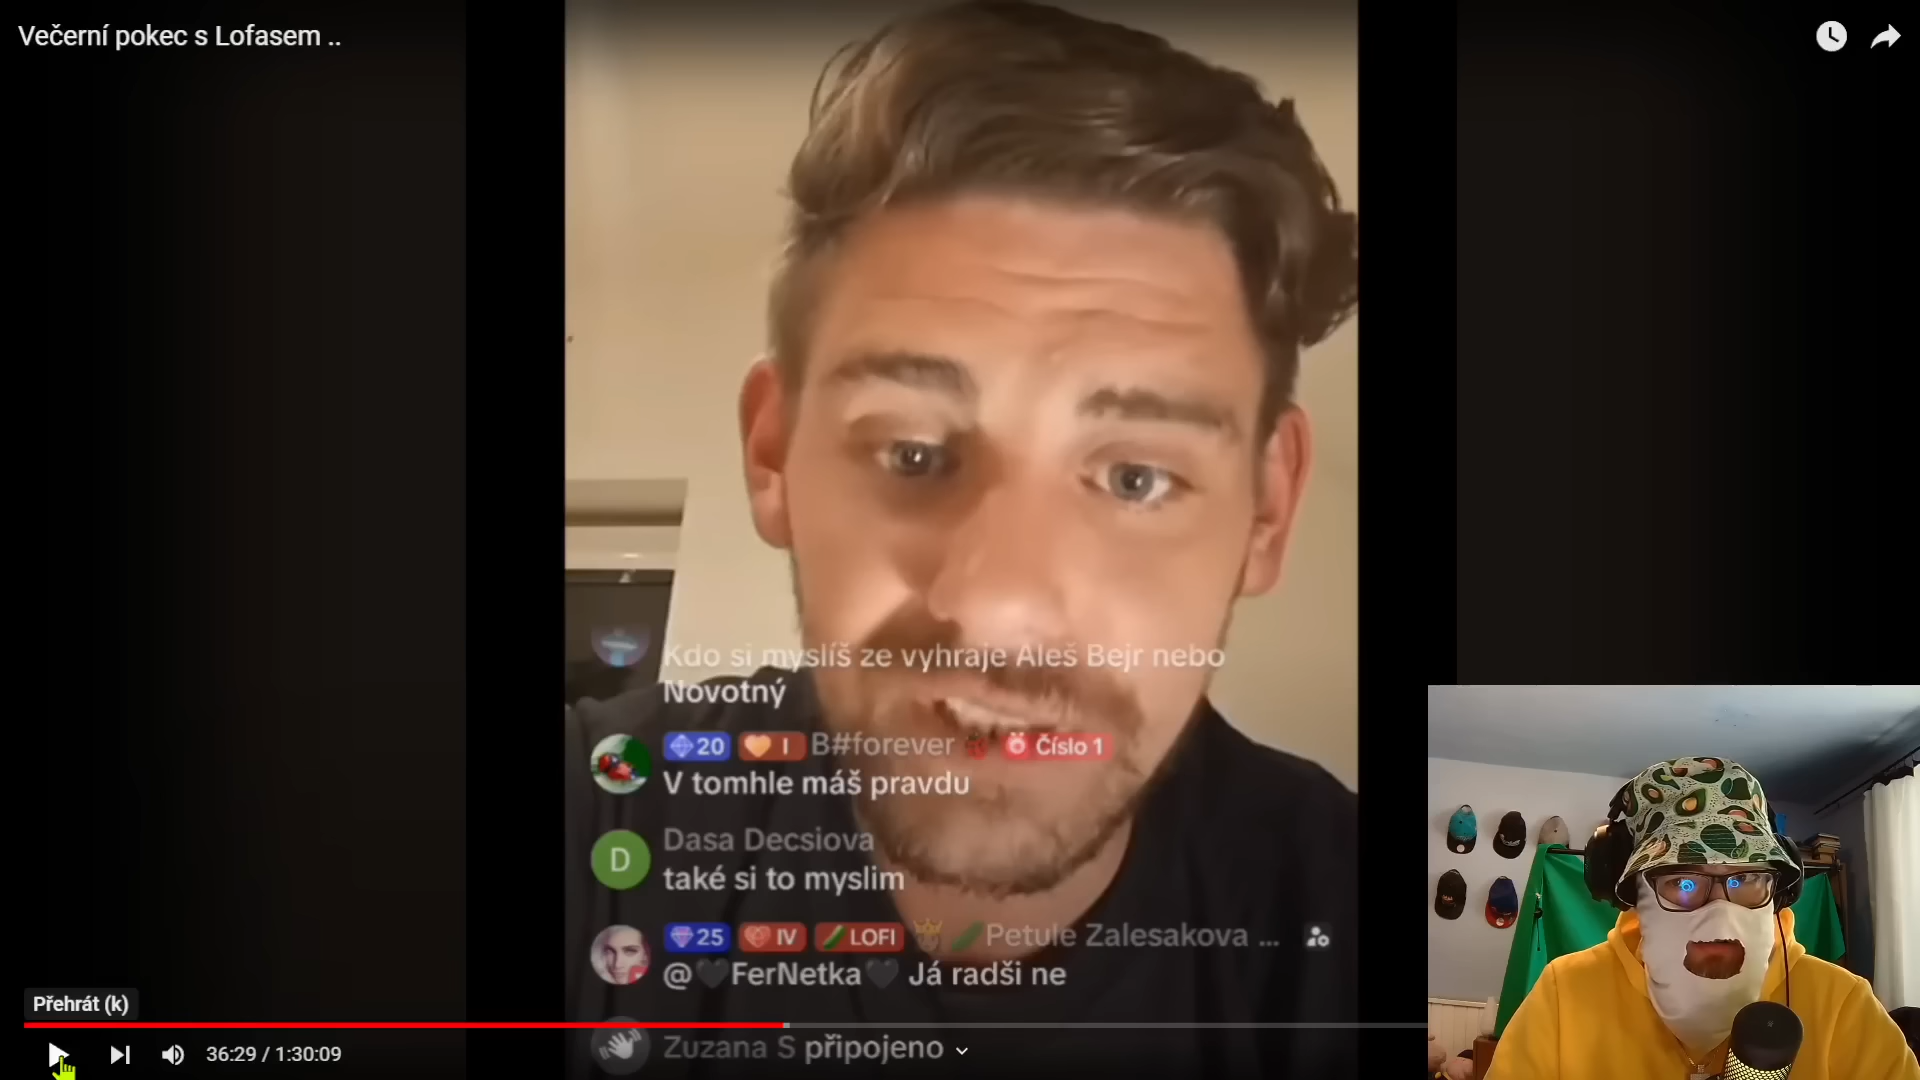 Večerní pokec s Lofasem ..
Kdo si myslíš ze vyhraje Aleš Bejr nebo
Novotný
20 I B#forever Číslo 1
V tomhle máš pravdu
D
Dasa Decsiova
také si to myslim
25 IV LOFI Petule Zalesakova ...
@🖤FerNetka🖤 Já radši ne
Zuzana S připojeno
Přehrát (k)
36:29 / 1:30:09